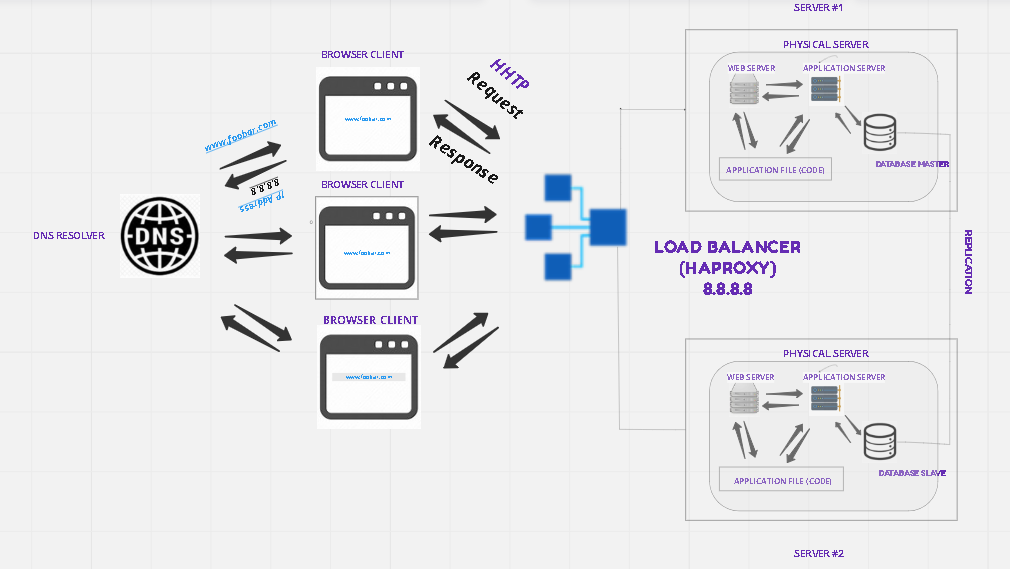 SERVER #1
PHYSICAL SERVER
WEB SERVER
APPLICATION SERVER
DATABASE MASTER
APPLICATION FILE (CODE)
BROWSER CLIENT
www.foobar.com
HHTP
Request
Response
www.foobar.com
8.8.8.8
IP Address
DNS RESOLVER
DNS
BROWSER CLIENT
www.foobar.com
LOAD BALANCER
(HAPROXY)
8.8.8.8
REPLICATION
BROWSER CLIENT
www.foobar.com
PHYSICAL SERVER
WEB SERVER
APPLICATION SERVER
DATABASE SLAVE
APPLICATION FILE (CODE)
SERVER #2